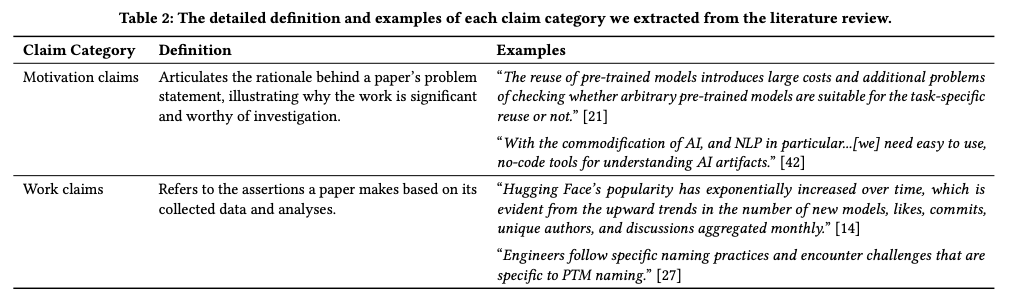 Table 2: The detailed definition and examples of each claim category we extracted from the literature review.
Claim Category Definition Examples
Motivation claims
Articulates the rationale behind a paper's problem
statement, illustrating why the work is significant
and worthy of investigation.
"The reuse of pre-trained models introduces large costs and additional problems
of checking whether arbitrary pre-trained models are suitable for the task-specific
reuse or not." [21]
"With the commodification of AI, and NLP in particular...[we] need easy to use,
no-code tools for understanding AI artifacts." [42]
Work claims
Refers to the assertions a paper makes based on its
collected data and analyses.
"Hugging Face's popularity has exponentially increased over time, which is
evident from the upward trends in the number of new models, likes, commits,
unique authors, and discussions aggregated monthly." [14]
"Engineers follow specific naming practices and encounter challenges that are
specific to PTM naming." [27]